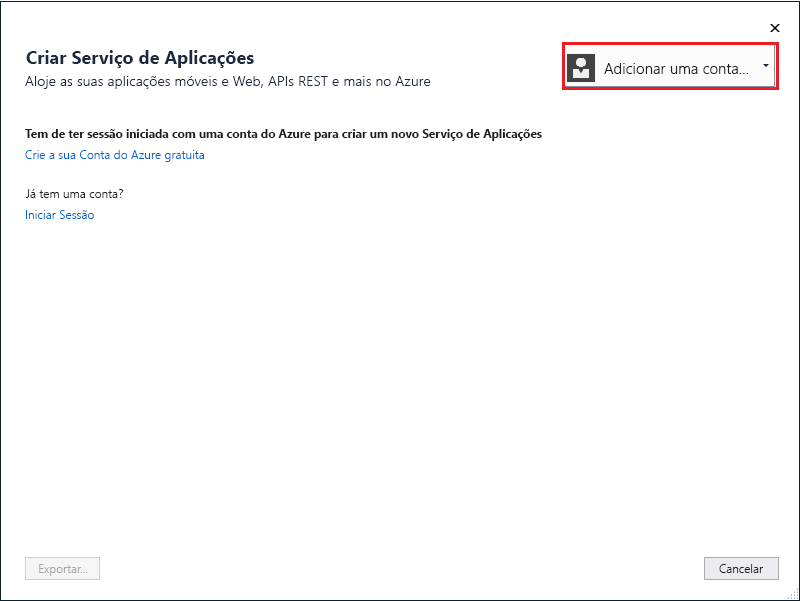 Criar Serviço de Aplicações
Aloje as suas aplicações móveis e Web, APIs REST e mais no Azure
Adicionar uma conta...
Tem de ter sessão iniciada com uma conta do Azure para criar um novo Serviço de Aplicações
Crie a sua Conta do Azure gratuita
Já tem uma conta?
Iniciar Sessão
Exportar...
Cancelar